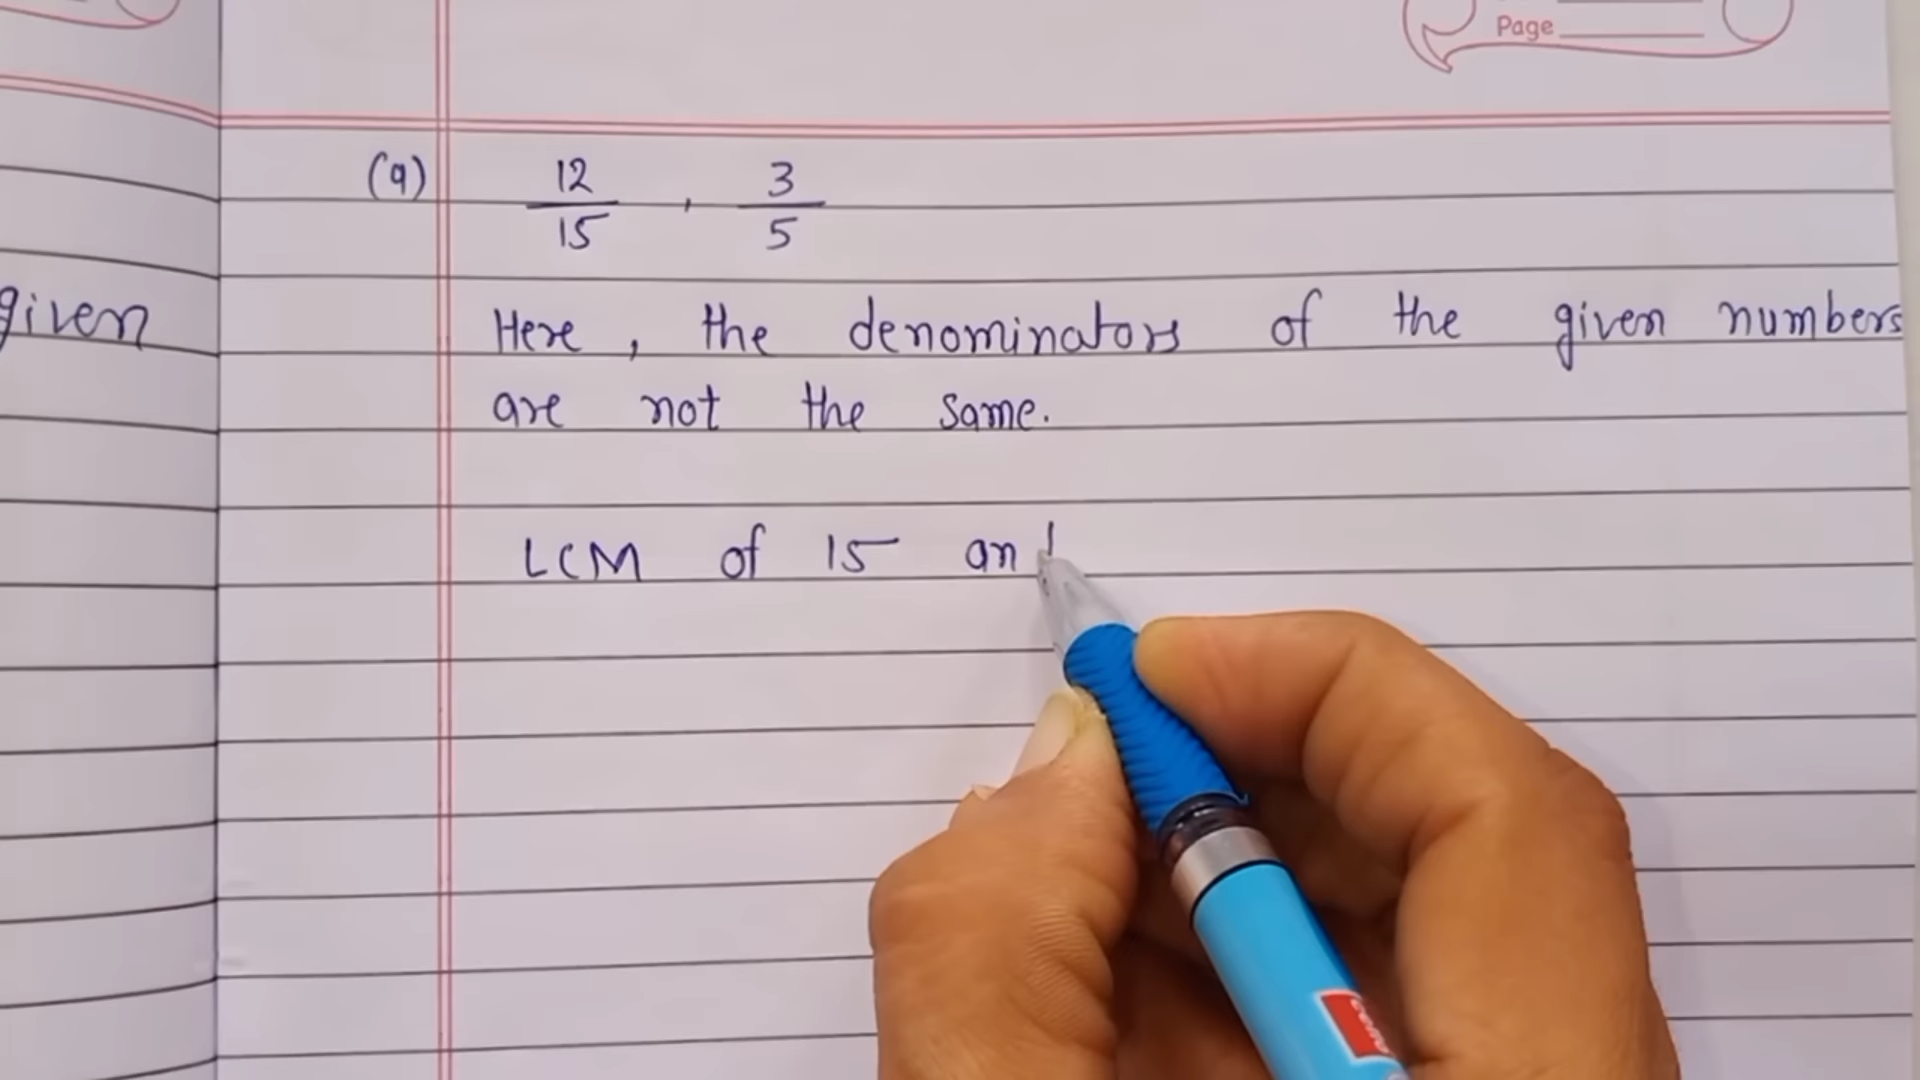 Page
(a) 12/15 , 3/5
given
Here , the denominators of the given numbers
are not the same.
LCM of 15 an